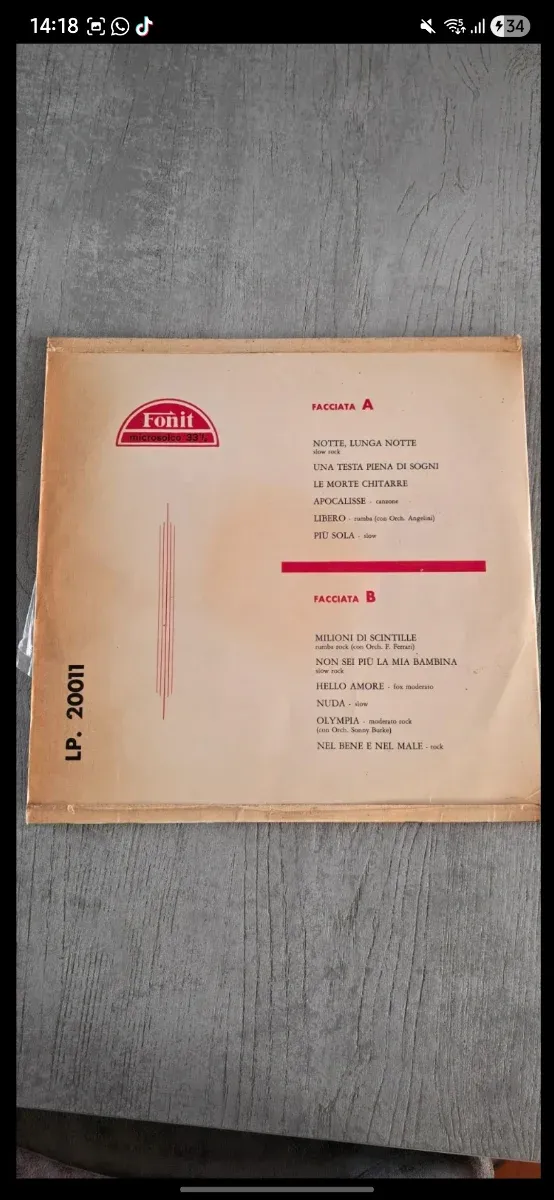 14:18
34
Fonit
microsolco 33⅓
LP. 20011
FACCIATA A
NOTTE, LUNGA NOTTE
slow rock
UNA TESTA PIENA DI SOGNI
LE MORTE CHITARRE
APOCALISSE - canzone
LIBERO - rumba (con Orch. Angelini)
PIÙ SOLA - slow
FACCIATA B
MILIONI DI SCINTILLE
rumba rock (con Orch. F. Ferrari)
NON SEI PIÙ LA MIA BAMBINA
slow rock
HELLO AMORE - fox moderato
NUDA - slow
OLYMPIA - moderato rock
(con Orch. Sonny Burke)
NEL BENE E NEL MALE - rock